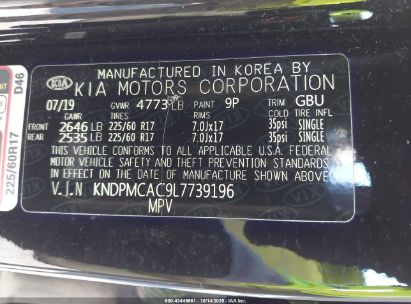 MANUFACTURED IN KOREA BY
KIA KIA MOTORS CORPORATION
07/19 GVWR 4773LB PAINT 9P TRIM GBU
TIRES RIMS COLD TIRE INFL
FRONT 2646 LB 225/60 R17 7.0Jx17 35psi SINGLE
REAR 2535 LB 225/60 R17 7.0Jx17 35psi SINGLE
THIS VEHICLE CONFORMS TO ALL APPLICABLE U.S.A. FEDERAL MOTOR
VEHICLE SAFETY AND THEFT PREVENTION STANDARDS
IN EFFECT ON THE DATE OF MANUFACTURE SHOWN ABOVE
V.I.N KNDPMCAC9L7739196
MPV
225/60R17
D46